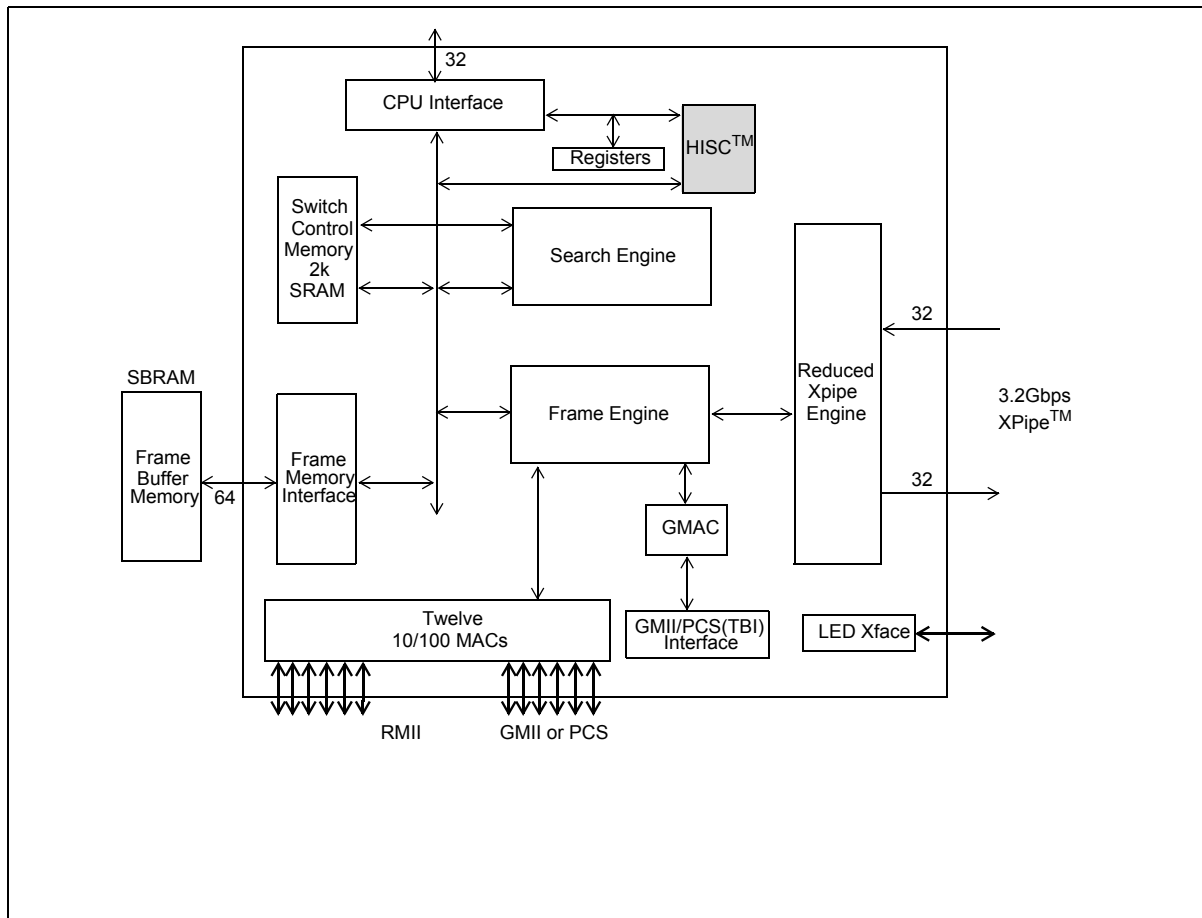 32
CPU Interface
Registers
HISC™
Switch
Control
Memory
2k
SRAM
Search Engine
32
SBRAM
Frame
Buffer
Memory
64
Frame
Memory
Interface
Frame Engine
Reduced
Xpipe
Engine
3.2Gbps
XPipe™
32
GMAC
Twelve
10/100 MACs
GMII/PCS(TBI)
Interface
LED Xface
RMII
GMII or PCS